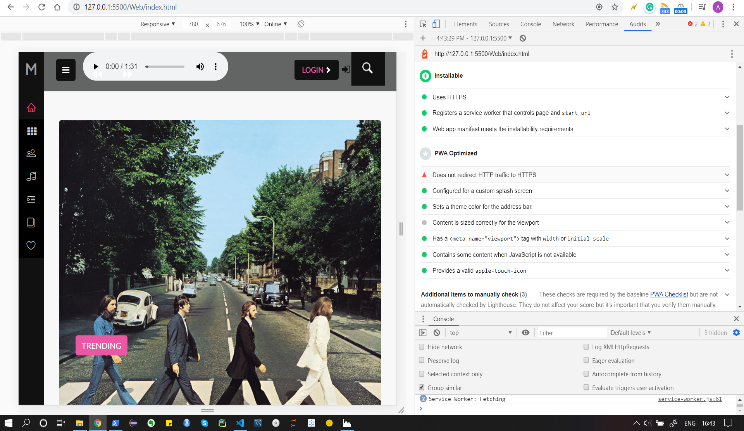 127.0.0.1:5500/Web/index.html
Responsive
100%
Online
Elements
Sources
Console
Network
Performance
Audits
2
4:43:29 PM - 127.0.0.1:5500
http://127.0.0.1:5500/Web/index.html
M
0:00 / 1:31
LOGIN
TRENDING
Installable
Uses HTTPS
Registers a service worker that controls page and start_url
Web app manifest meets the installability requirements
PWA Optimized
Does not redirect HTTP traffic to HTTPS
Configured for a custom splash screen
Sets a theme color for the address bar.
Content is sized correctly for the viewport
Has a <meta name="viewport"> tag with width or initial-scale
Contains some content when JavaScript is not available
Provides a valid apple-touch-icon
Additional items to manually check (3) These checks are required by the baseline PWA Checklist but are not
automatically checked by Lighthouse. They do not affect your score but it's important that you verify them manually.
Console
top
Filter
Default levels
Hide network
Log XMLHttpRequests
Preserve log
Eager evaluation
Selected context only
Autocomplete from history
Group similar
Evaluate triggers user activation
Service Worker: Fetching
service-worker.js:61
ENG
16:43